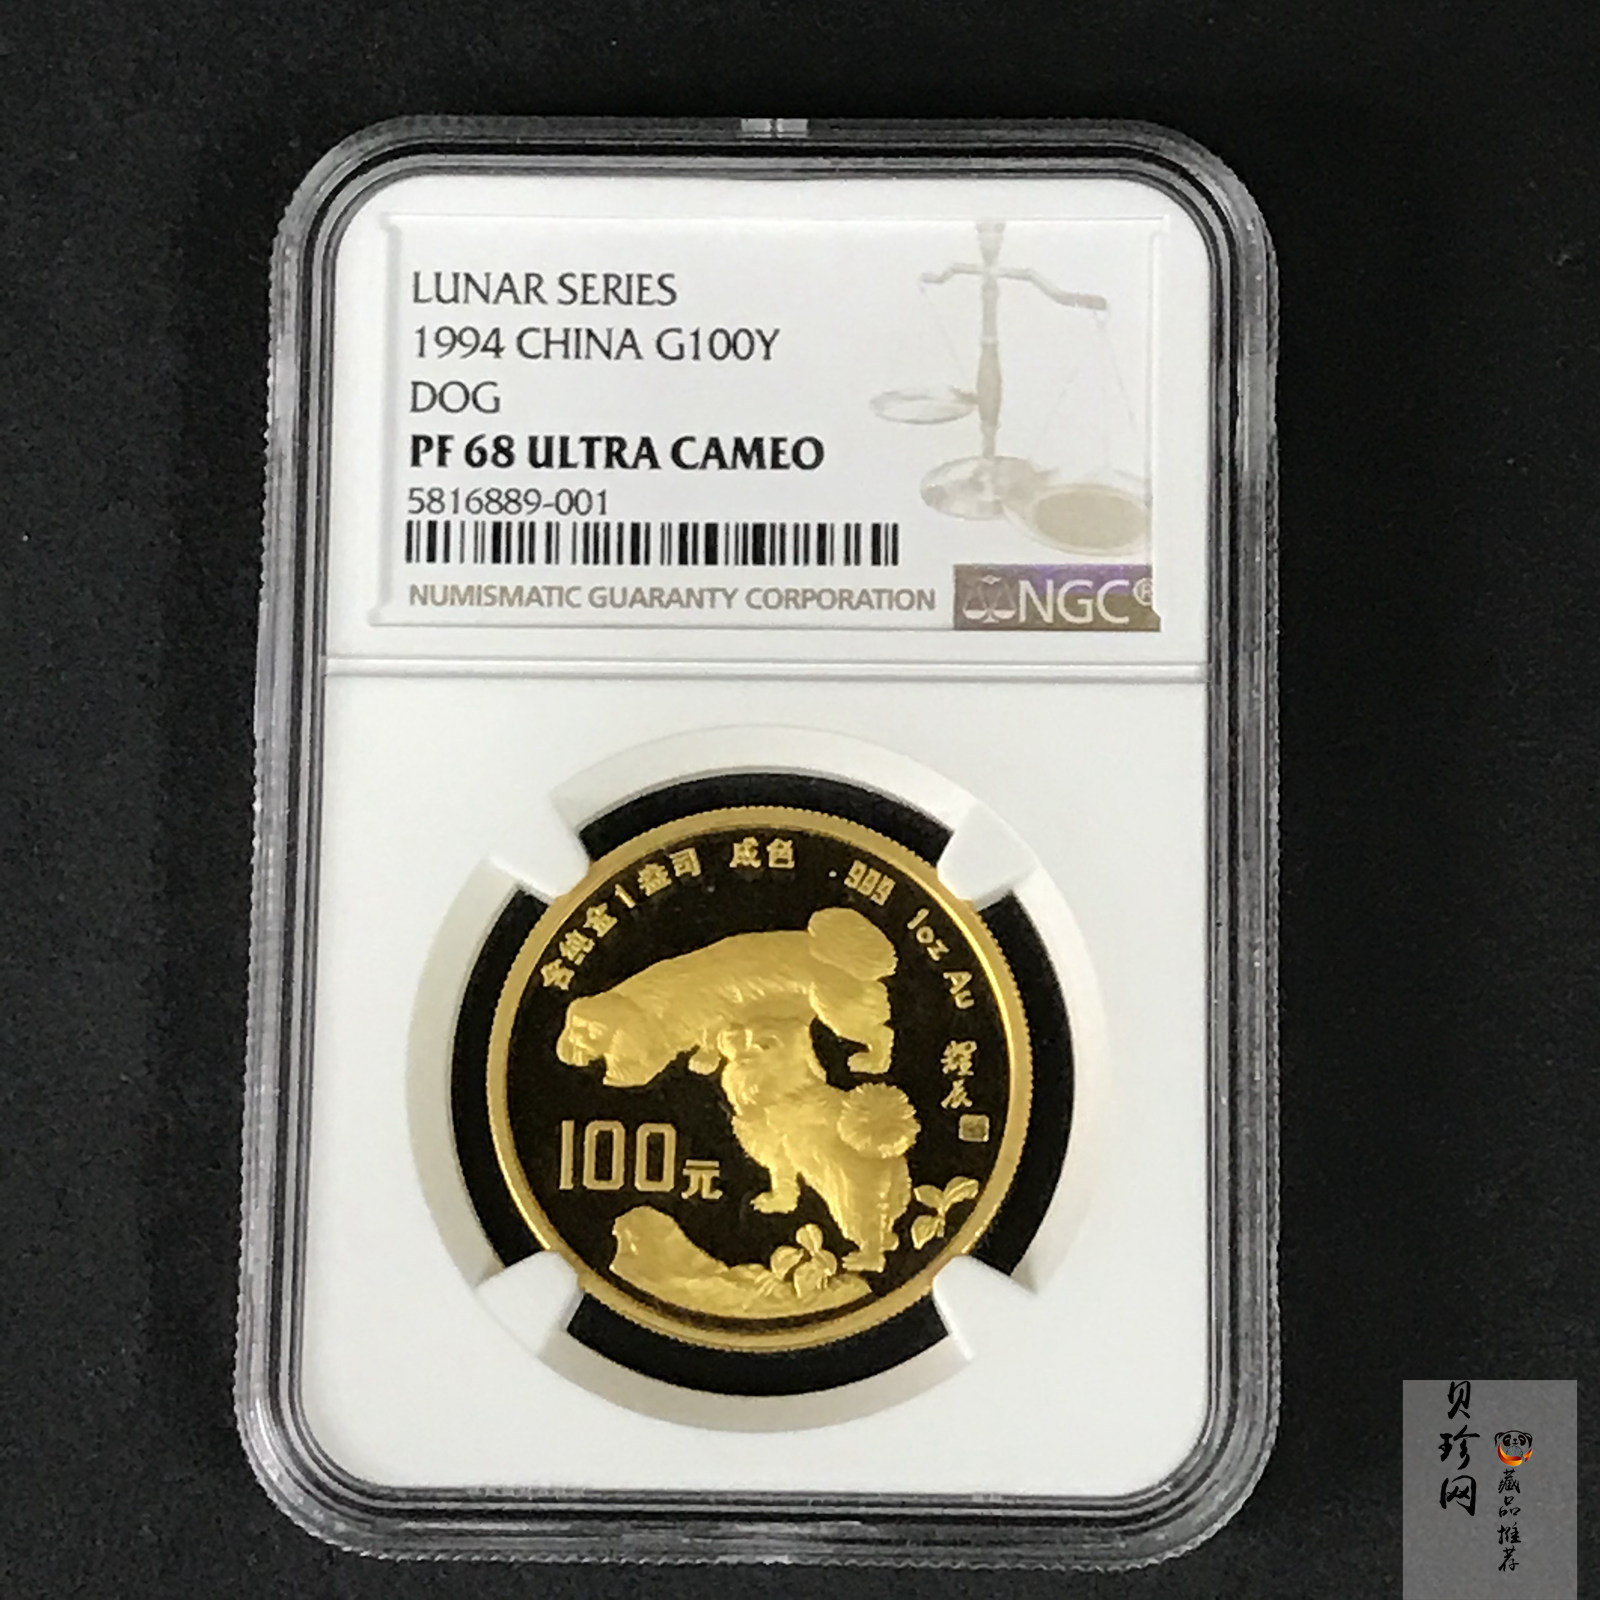 LUNAR SERIES
1994 CHINA G100Y
DOG
PF 68 ULTRA CAMEO
5816889-001
NUMISMATIC GUARANTY CORPORATION
NGC®
含纯金1盎司 成色 .999 1oz Au
耀辰
100元
贝珍网
藏品推荐